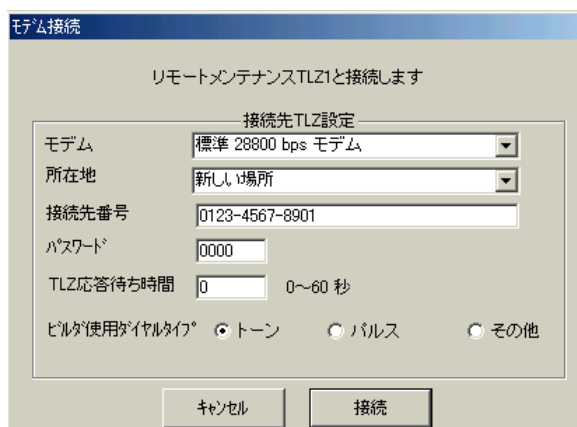 ﾓﾃﾞﾑ接続
リモートメンテナンスTLZ1と接続します
接続先TLZ設定
モデム 標準 28800 bps モデム
所在地 新しい場所
接続先番号 0123-4567-8901
ﾊﾟｽﾜｰﾄﾞ 0000
TLZ応答待ち時間 0 0～60 秒
ﾋﾞﾙﾀﾞ使用ﾀﾞｲﾔﾙﾀｲﾌﾟ トーン パルス その他
ｷｬﾝｾﾙ 接続